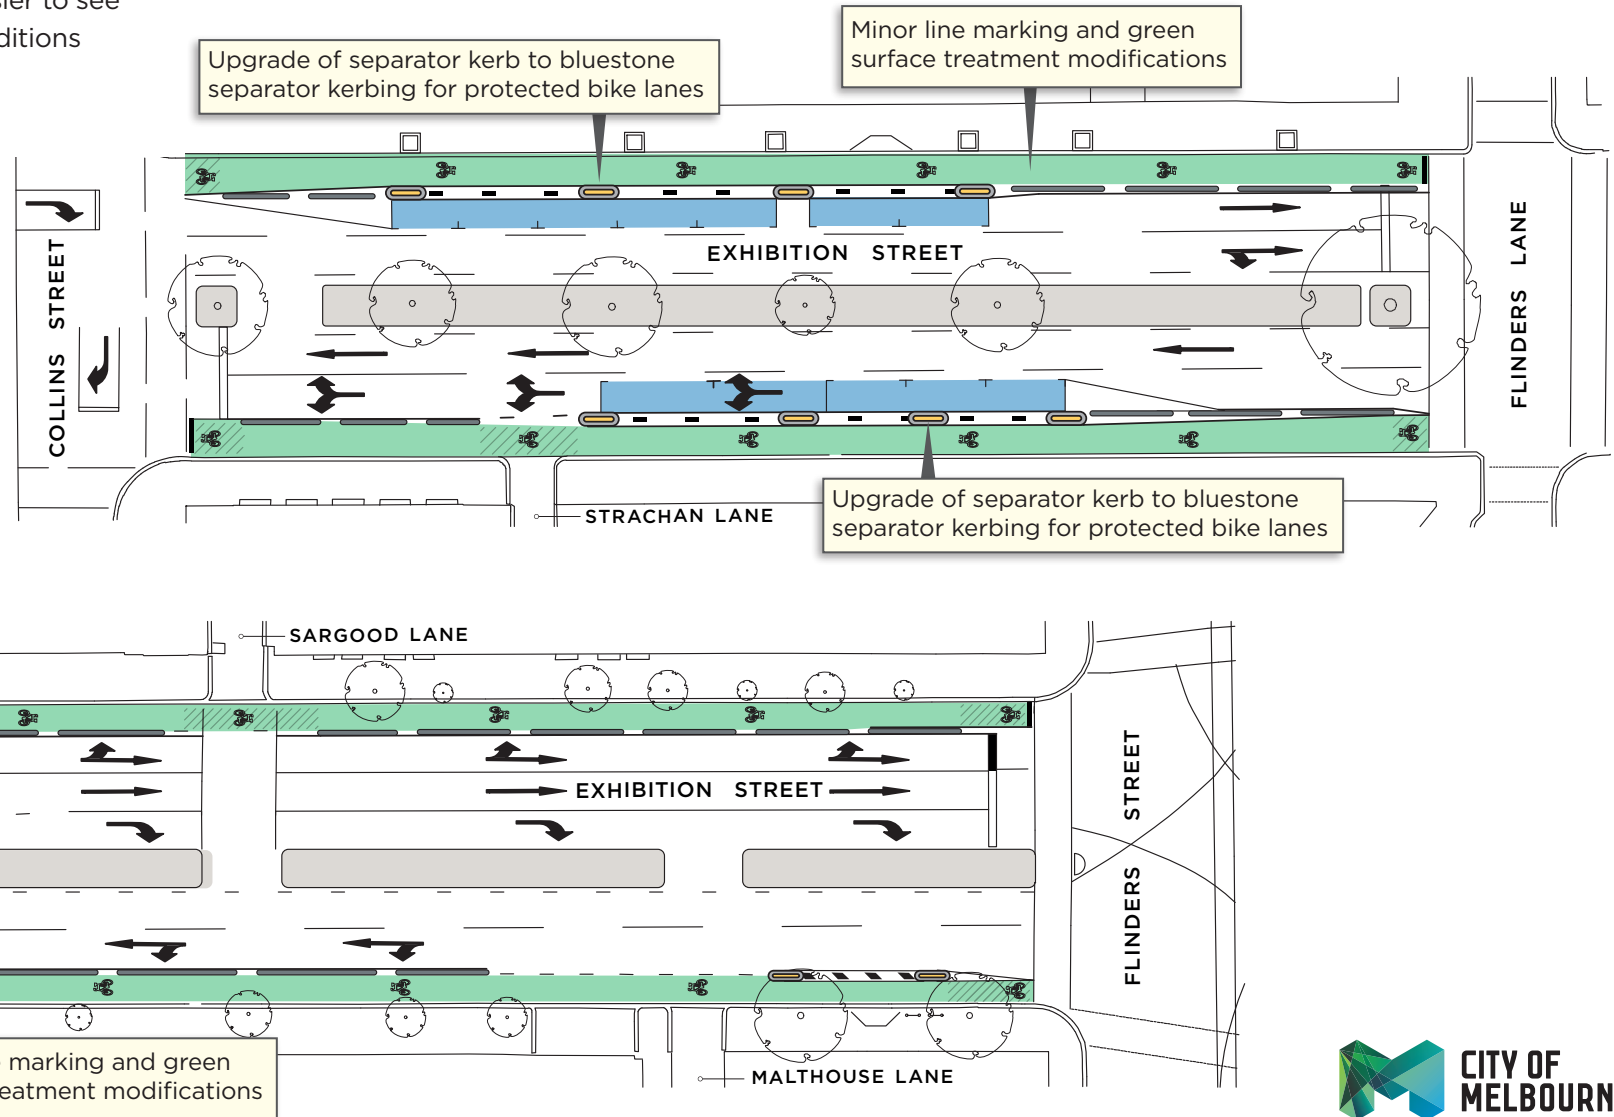 ier to see
ditions
Upgrade of separator kerb to bluestone
separator kerbing for protected bike lanes
Minor line marking and green
surface treatment modifications
EXHIBITION STREET
COLLINS STREET
FLINDERS LANE
STRACHAN LANE
Upgrade of separator kerb to bluestone
separator kerbing for protected bike lanes
SARGOOD LANE
EXHIBITION STREET
FLINDERS STREET
marking and green
eatment modifications
MALTHOUSE LANE
CITY OF
MELBOURN